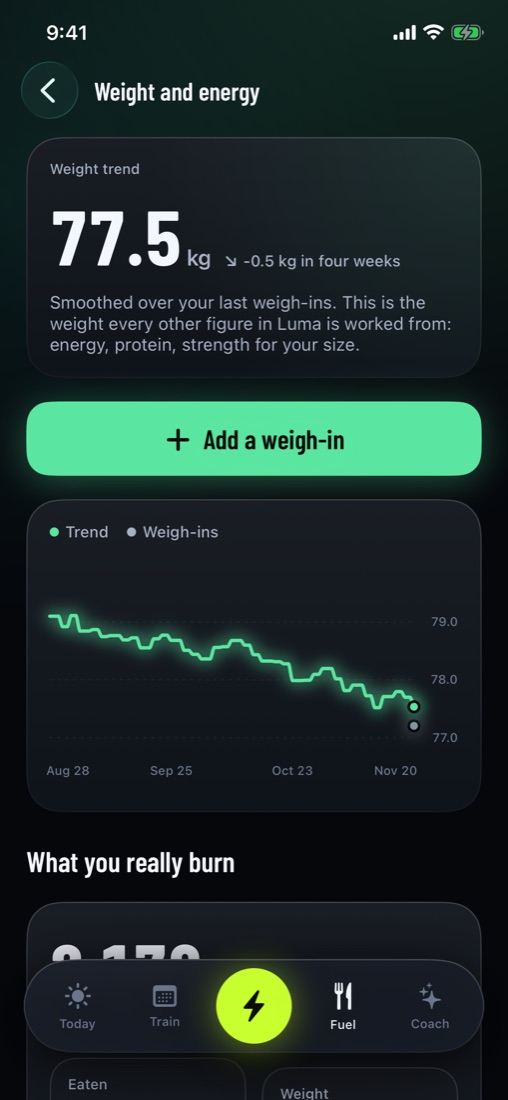 9:41
Weight and energy
Weight trend
77.5 kg ↘ -0.5 kg in four weeks
Smoothed over your last weigh-ins. This is the
weight every other figure in Luma is worked from:
energy, protein, strength for your size.
+ Add a weigh-in
Trend Weigh-ins
79.0
78.0
77.0
Aug 28 Sep 25 Oct 23 Nov 20
What you really burn
Today Train Fuel Coach
Eaten
Weight